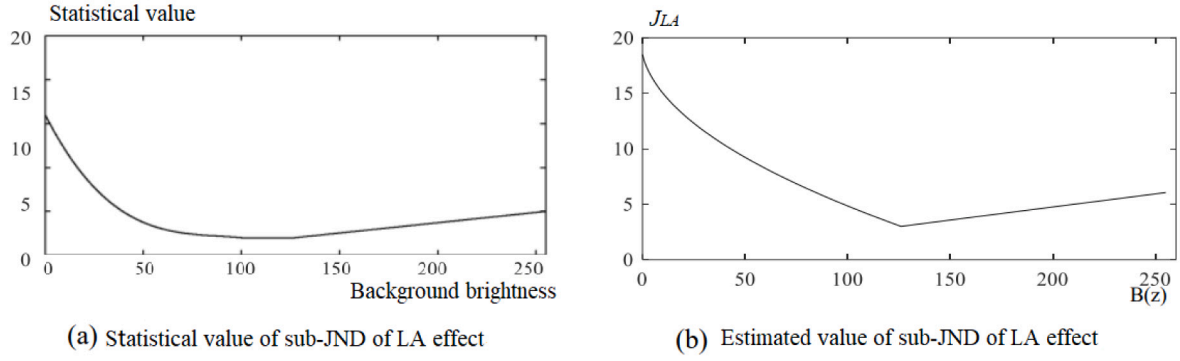 Statistical value
20
15
10
5
0
0 50 100 150 200 250
Background brightness
(a) Statistical value of sub-JND of LA effect
JLA
20
15
10
5
0
0 50 100 150 200 250
B(z)
(b) Estimated value of sub-JND of LA effect